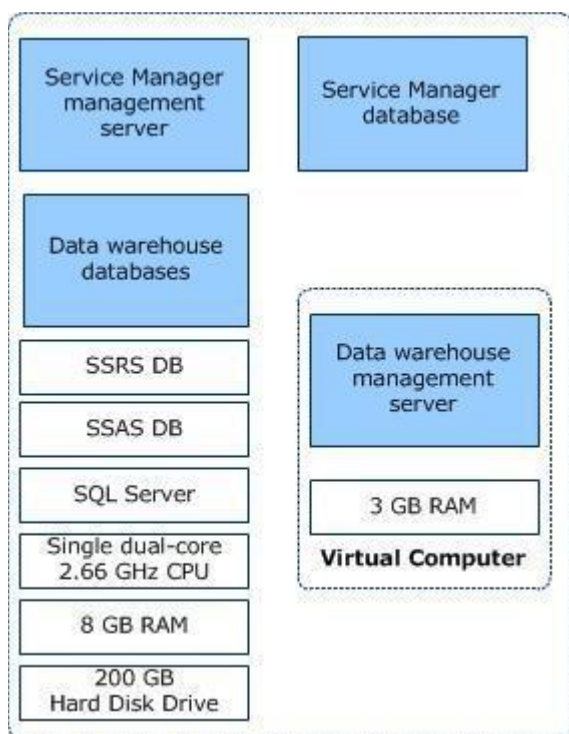 Service Manager
management
server
Service Manager
database
Data warehouse
databases
SSRS DB
SSAS DB
SQL Server
Single dual-core
2.66 GHz CPU
8 GB RAM
200 GB
Hard Disk Drive
Data warehouse
management
server
3 GB RAM
Virtual Computer